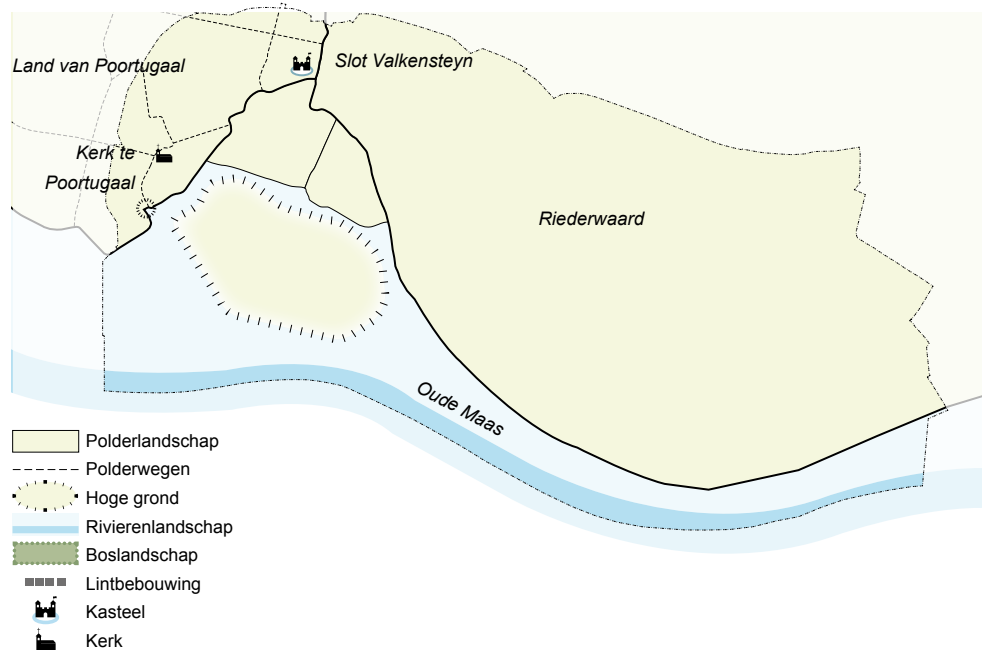 Slot Valkensteyn
Land van Poortugaal
Kerk te
Poortugaal
Riederwaard
Oude Maas
Polderlandschap
Polderwegen
Hoge grond
Rivierenlandschap
Boslandschap
Lintbebouwing
Kasteel
Kerk